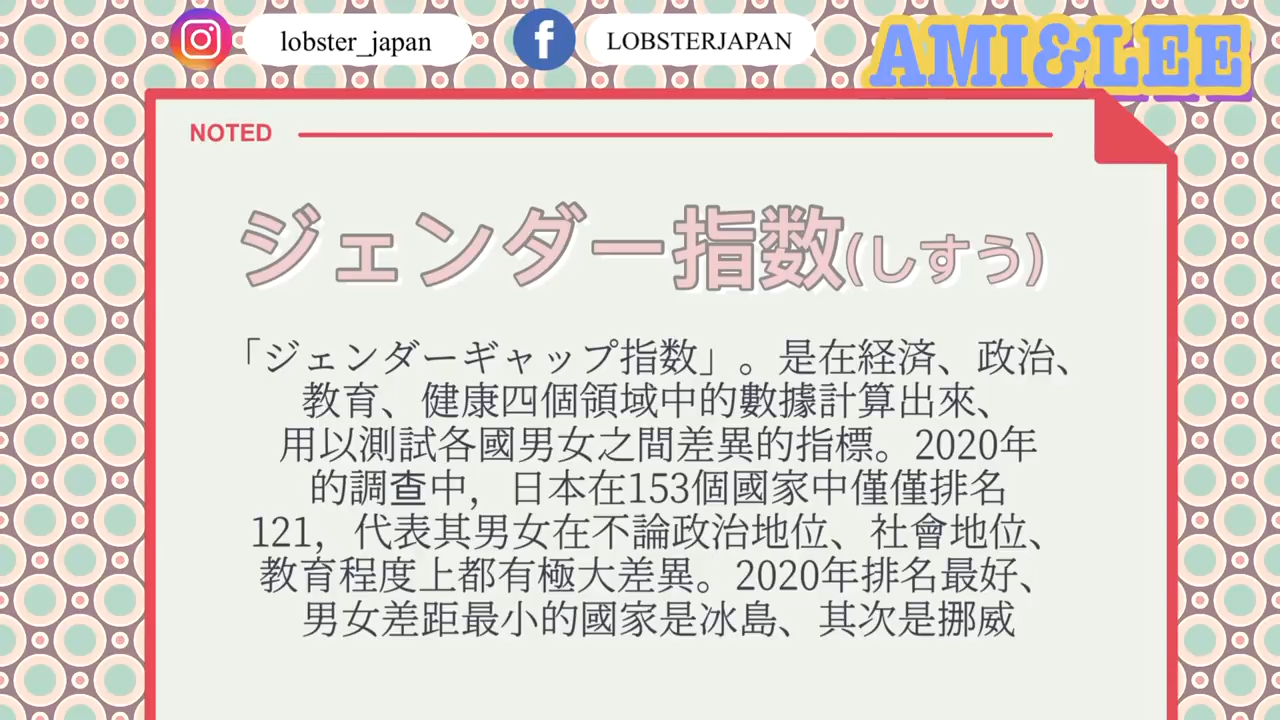 lobster_japan
LOBSTERJAPAN
AMI&LEE
NOTED
ジェンダー指数(しすう)
「ジェンダーギャップ指数」。是在経済、政治、
教育、健康四個領域中的數據計算出來、
用以測試各國男女之間差異的指標。2020年
的調查中，日本在153個國家中僅僅排名
121，代表其男女在不論政治地位、社會地位、
教育程度上都有極大差異。2020年排名最好、
男女差距最小的國家是冰島、其次是挪威